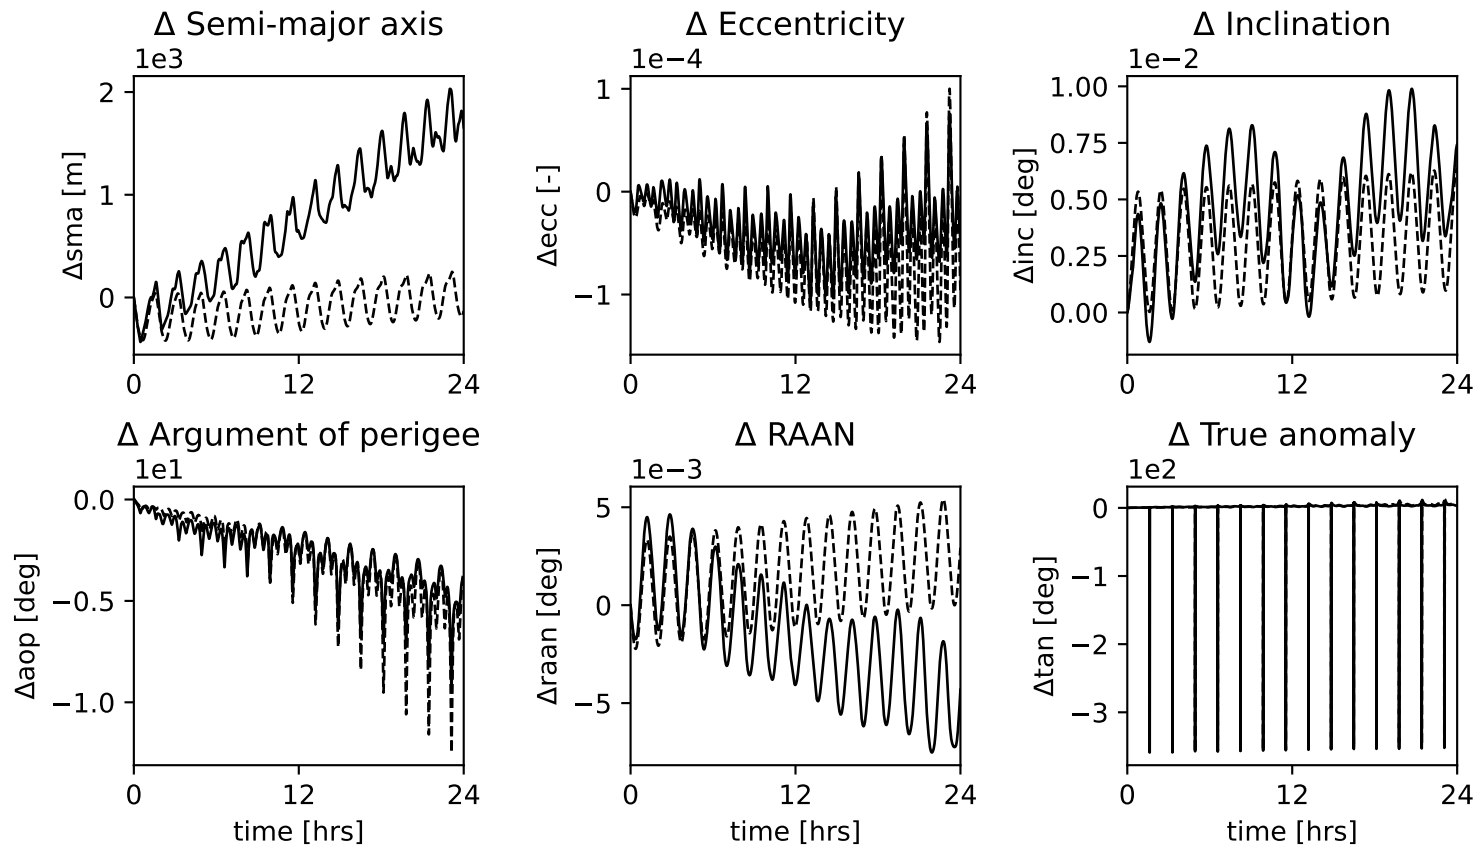 Δ Semi-major axis
1e3
2
1
0
Δsma [m]
0
12
24
Δ Eccentricity
1e−4
1
0
−1
Δecc [-]
0
12
24
Δ Inclination
1e−2
1.00
0.75
0.50
0.25
0.00
Δinc [deg]
0
12
24
Δ Argument of perigee
1e1
0.0
−0.5
−1.0
Δaop [deg]
0
12
24
time [hrs]
Δ RAAN
1e−3
5
0
−5
Δraan [deg]
0
12
24
time [hrs]
Δ True anomaly
1e2
0
−1
−2
−3
Δtan [deg]
0
12
24
time [hrs]